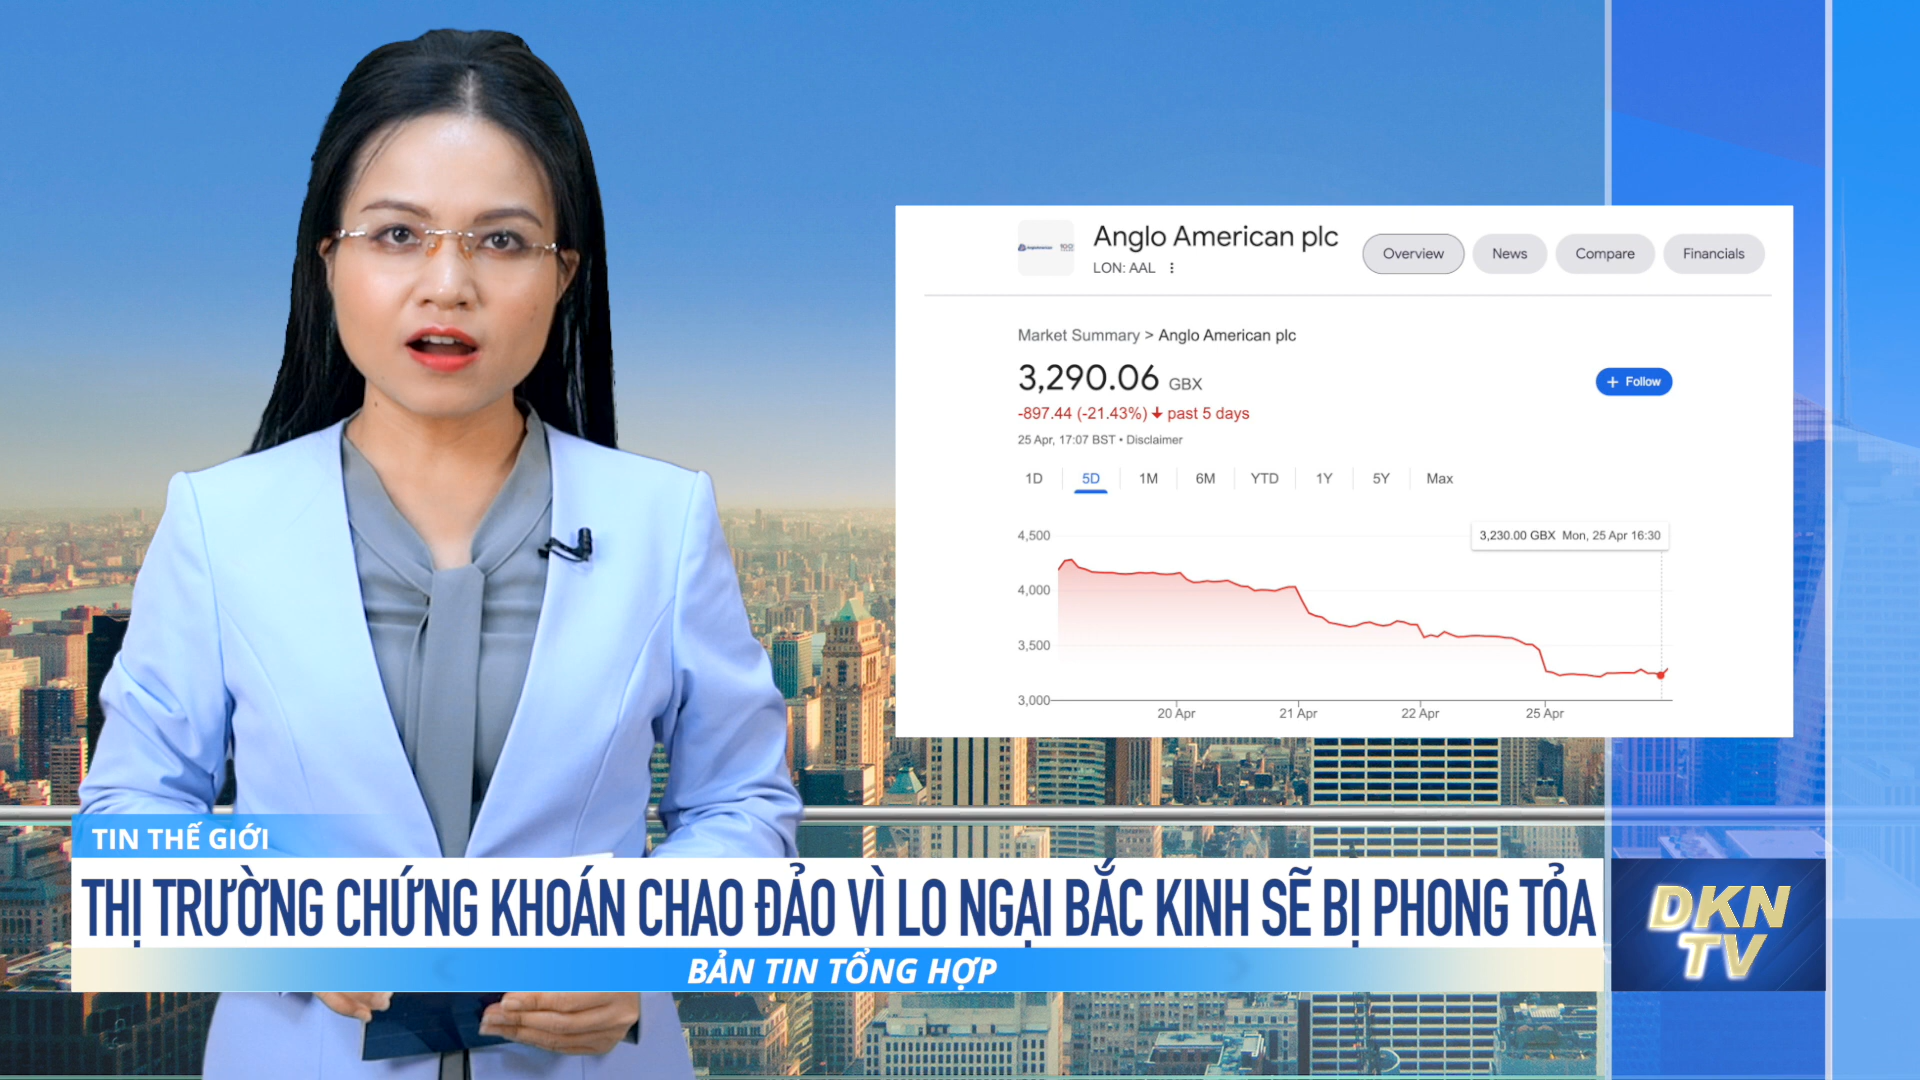 Anglo American plc
LON: AAL
Overview
News
Compare
Financials
Market Summary > Anglo American plc
3,290.06 GBX
+ Follow
-897.44 (-21.43%) ↓ past 5 days
25 Apr, 17:07 BST • Disclaimer
1D 5D 1M 6M YTD 1Y 5Y Max
3,230.00 GBX Mon, 25 Apr 16:30
4,500
4,000
3,500
3,000
20 Apr 21 Apr 22 Apr 25 Apr
TIN THẾ GIỚI
THỊ TRƯỜNG CHỨNG KHOÁN CHAO ĐẢO VÌ LO NGẠI BẮC KINH SẼ BỊ PHONG TỎA
BẢN TIN TỔNG HỢP
DKN
TV